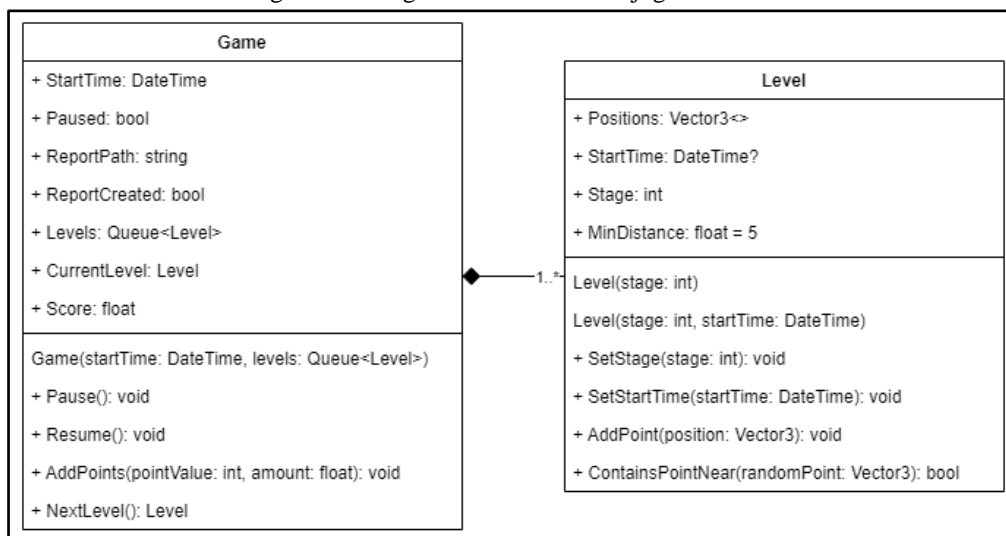 Game
+ StartTime: DateTime
+ Paused: bool
+ ReportPath: string
+ ReportCreated: bool
+ Levels: Queue<Level>
+ CurrentLevel: Level
+ Score: float
Game(startTime: DateTime, levels: Queue<Level>)
+ Pause(): void
+ Resume(): void
+ AddPoints(pointValue: int, amount: float): void
+ NextLevel(): Level
1..*
Level
+ Positions: Vector3<>
+ StartTime: DateTime?
+ Stage: int
+ MinDistance: float = 5
Level(stage: int)
Level(stage: int, startTime: DateTime)
+ SetStage(stage: int): void
+ SetStartTime(startTime: DateTime): void
+ AddPoint(position: Vector3): void
+ ContainsPointNear(randomPoint: Vector3): bool